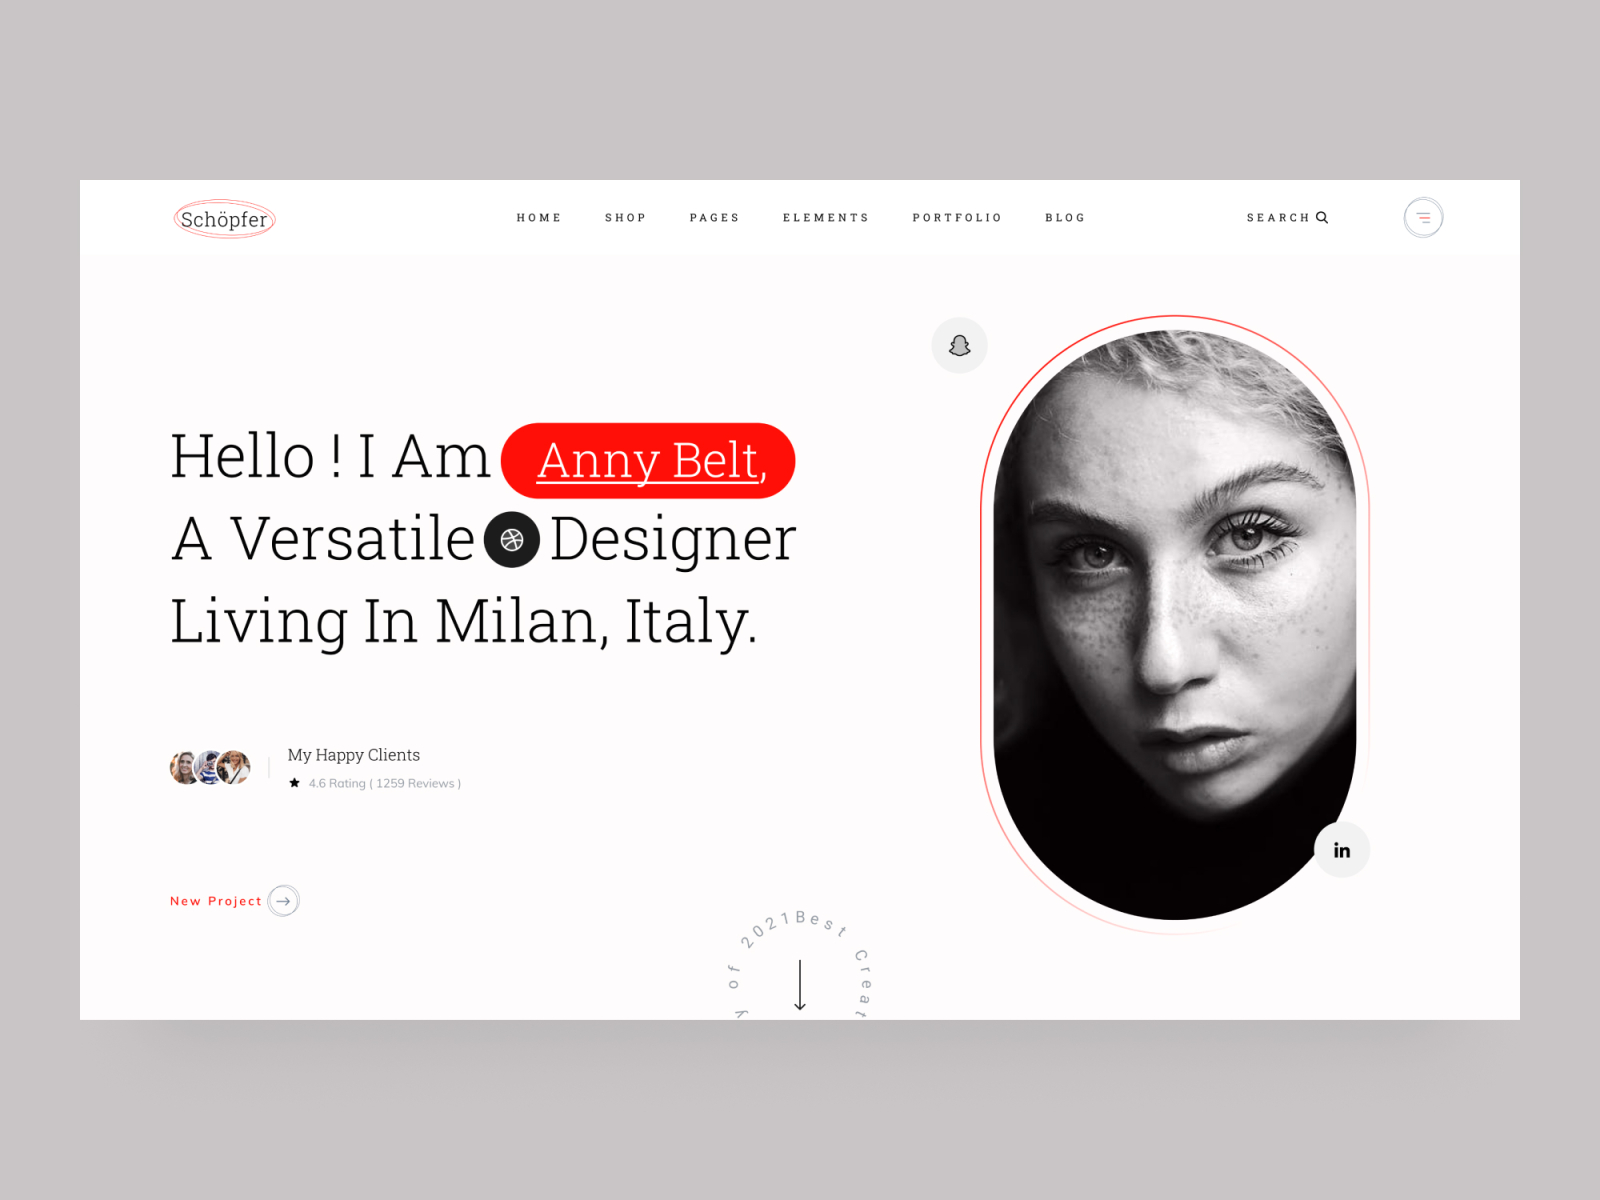 Schöpfer
HOME SHOP PAGES ELEMENTS PORTFOLIO BLOG
SEARCH
Hello ! I Am Anny Belt,
A Versatile Designer
Living In Milan, Italy.
My Happy Clients
4.6 Rating ( 1259 Reviews )
New Project
in
y of 2021 Best Creat